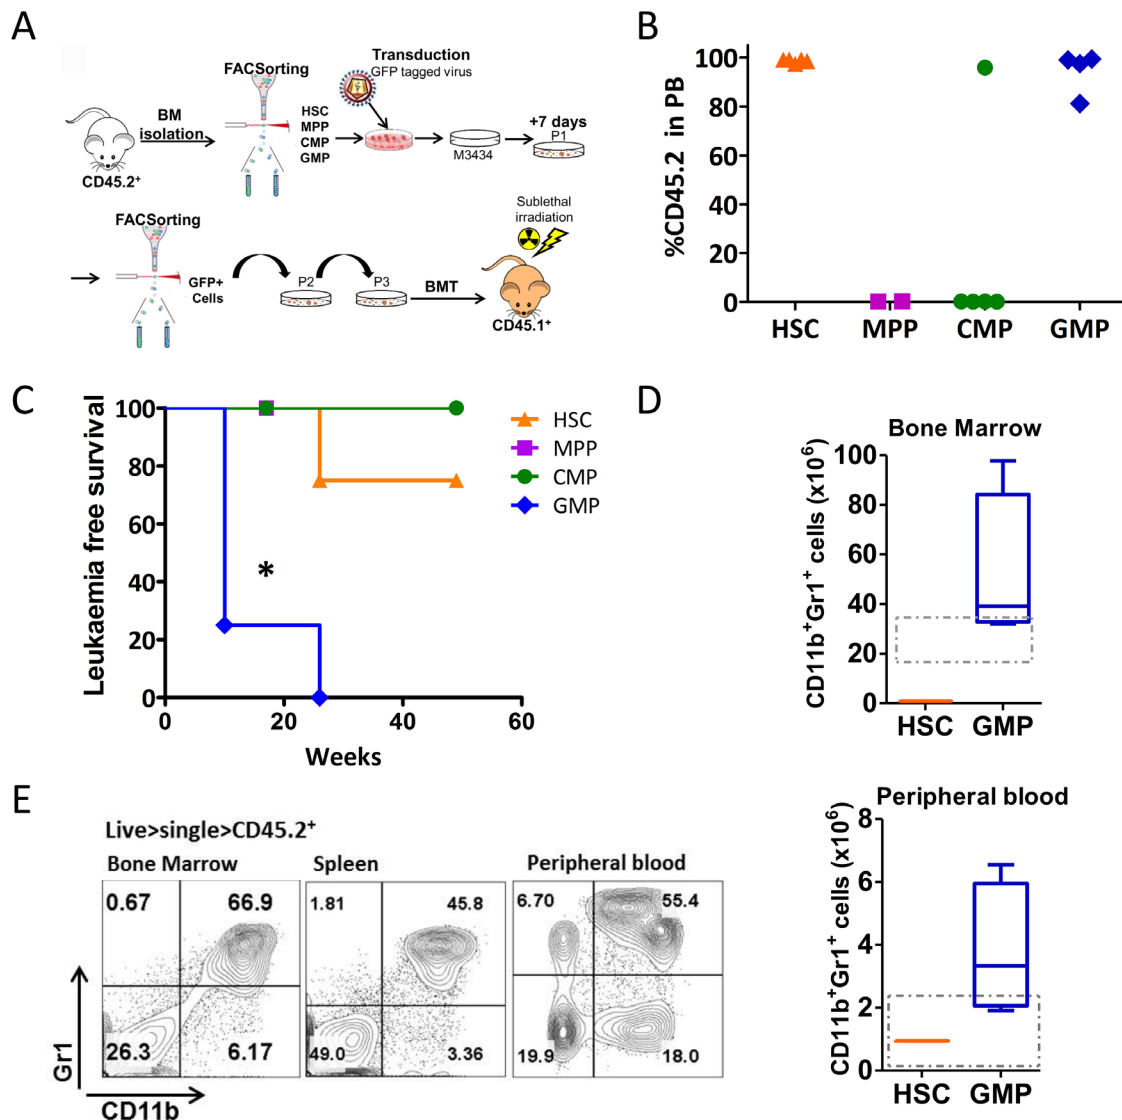 A
Transduction
GFP tagged virus
FACSorting
BM
isolation
HSC
MPP
CMP
GMP
+7 days
P1
M3434
CD45.2+
FACSorting
Sublethal
irradiation
GFP+
Cells
P2
P3
BMT
CD45.1+
B
%CD45.2 in PB
100
80
60
40
20
0
HSC MPP CMP GMP
C
Leukaemia free survival
100
80
60
40
20
0
*
0 20 40 60
Weeks
HSC
MPP
CMP
GMP
D
Bone Marrow
CD11b+Gr1+ cells (x10^6)
100
80
60
40
20
0
HSC GMP
Peripheral blood
CD11b+Gr1+ cells (x10^6)
8
6
4
2
0
HSC GMP
E
Live>single>CD45.2+
Bone Marrow Spleen Peripheral blood
0.67 66.9 1.81 45.8 6.70 55.4
26.3 6.17 49.0 3.36 19.9 18.0
Gr1
CD11b